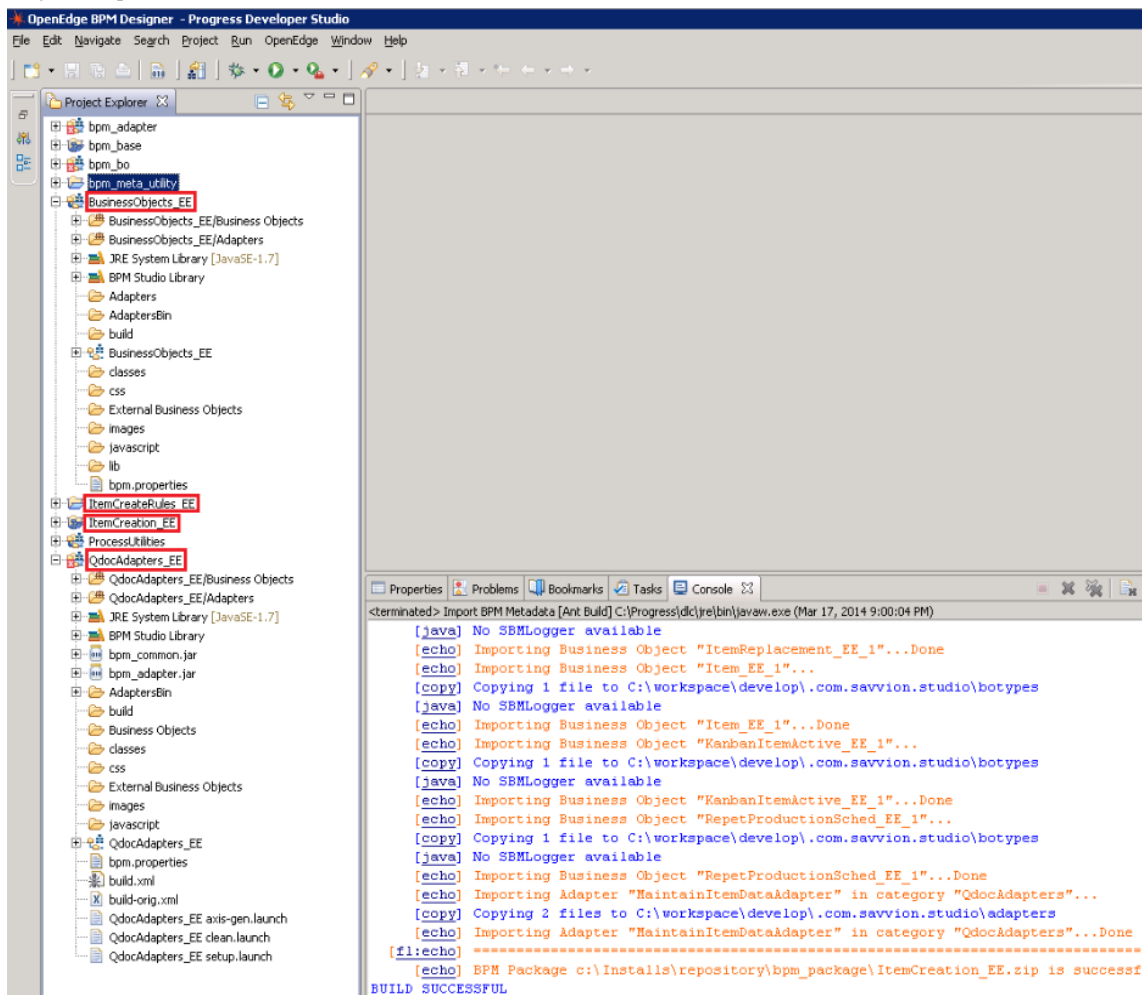 OpenEdge BPM Designer - Progress Developer Studio
File Edit Navigate Search Project Run OpenEdge Window Help
Project Explorer
bpm_adapter
bpm_base
bpm_bo
bpm_meta_utility
BusinessObjects_EE
BusinessObjects_EE/Business Objects
BusinessObjects_EE/Adapters
JRE System Library [JavaSE-1.7]
BPM Studio Library
Adapters
AdaptersBin
build
BusinessObjects_EE
classes
css
External Business Objects
images
javascript
lib
bpm.properties
ItemCreateRules_EE
ItemCreation_EE
ProcessUtilities
QdocAdapters_EE
QdocAdapters_EE/Business Objects
QdocAdapters_EE/Adapters
JRE System Library [JavaSE-1.7]
BPM Studio Library
bpm_common.jar
bpm_adapter.jar
AdaptersBin
build
Business Objects
classes
css
External Business Objects
images
javascript
QdocAdapters_EE
bpm.properties
build.xml
build-orig.xml
QdocAdapters_EE axis-gen.launch
QdocAdapters_EE clean.launch
QdocAdapters_EE setup.launch
Properties Problems Bookmarks Tasks Console
<terminated> Import BPM Metadata [Ant Build] C:\Progress\dlc\jre\bin\javaw.exe (Mar 17, 2014 9:00:04 PM)
[java] No SBMLogger available
[echo] Importing Business Object "ItemReplacement_EE_1"...Done
[echo] Importing Business Object "Item_EE_1"...
[copy] Copying 1 file to C:\workspace\develop\.com.savvion.studio\botypes
[java] No SBMLogger available
[echo] Importing Business Object "Item_EE_1"...Done
[echo] Importing Business Object "KanbanItemActive_EE_1"...
[copy] Copying 1 file to C:\workspace\develop\.com.savvion.studio\botypes
[java] No SBMLogger available
[echo] Importing Business Object "KanbanItemActive_EE_1"...Done
[echo] Importing Business Object "RepetProductionSched_EE_1"...
[copy] Copying 1 file to C:\workspace\develop\.com.savvion.studio\botypes
[java] No SBMLogger available
[echo] Importing Business Object "RepetProductionSched_EE_1"...Done
[echo] Importing Adapter "MaintainItemDataAdapter" in category "QdocAdapters"...
[copy] Copying 2 files to C:\workspace\develop\.com.savvion.studio\adapters
[echo] Importing Adapter "MaintainItemDataAdapter" in category "QdocAdapters"...Done
[fl:echo] ==========================================================================
[echo] BPM Package c:\Installs\repository\bpm_package\ItemCreation_EE.zip is successf
BUILD SUCCESSFUL